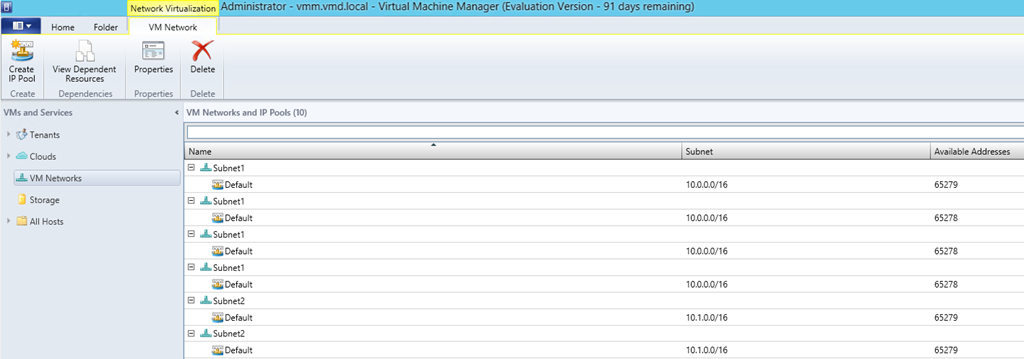 Network Virtualization Administrator - vmm.vmd.local - Virtual Machine Manager (Evaluation Version - 91 days remaining)
Home Folder VM Network
Create IP Pool
View Dependent Resources
Properties
Delete
Create Dependencies Properties Delete
VMs and Services
Tenants
Clouds
VM Networks
Storage
All Hosts
VM Networks and IP Pools (10)
Name Subnet Available Addresses
Subnet1
Default 10.0.0.0/16 65279
Subnet1
Default 10.0.0.0/16 65278
Subnet1
Default 10.0.0.0/16 65278
Subnet1
Default 10.0.0.0/16 65278
Subnet2
Default 10.1.0.0/16 65279
Subnet2
Default 10.1.0.0/16 65279